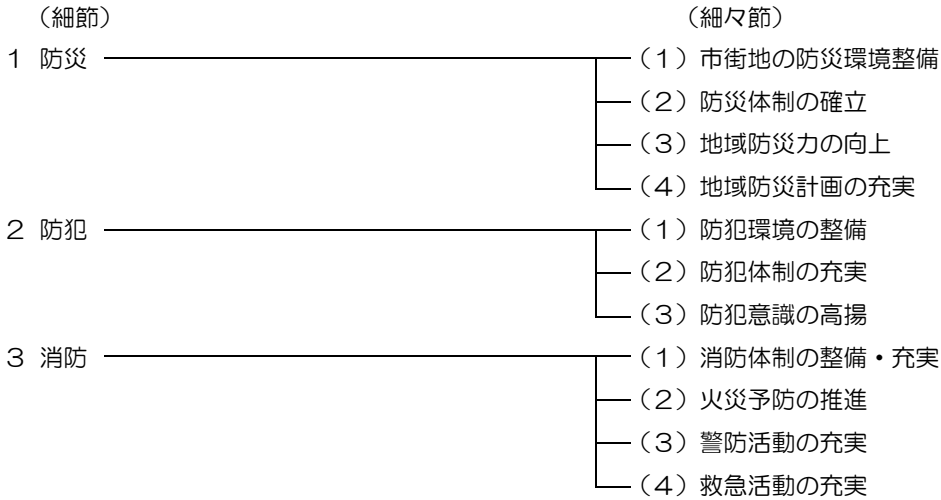 （細節） （細々節）
１ 防災 （１）市街地の防災環境整備
（２）防災体制の確立
（３）地域防災力の向上
（４）地域防災計画の充実
２ 防犯 （１）防犯環境の整備
（２）防犯体制の充実
（３）防犯意識の高揚
３ 消防 （１）消防体制の整備・充実
（２）火災予防の推進
（３）警防活動の充実
（４）救急活動の充実